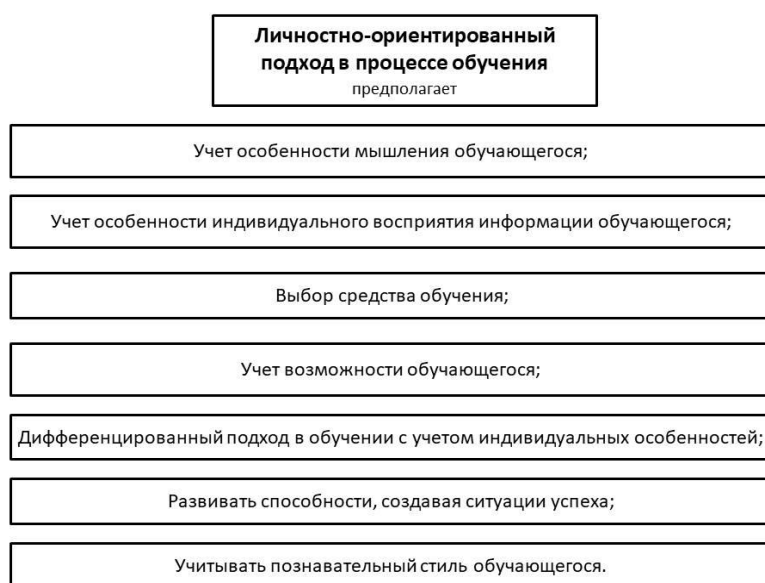 Личностно-ориентированный
подход в процессе обучения
предполагает
Учет особенности мышления обучающегося;
Учет особенности индивидуального восприятия информации обучающегося;
Выбор средства обучения;
Учет возможности обучающегося;
Дифференцированный подход в обучении с учетом индивидуальных особенностей;
Развивать способности, создавая ситуации успеха;
Учитывать познавательный стиль обучающегося.